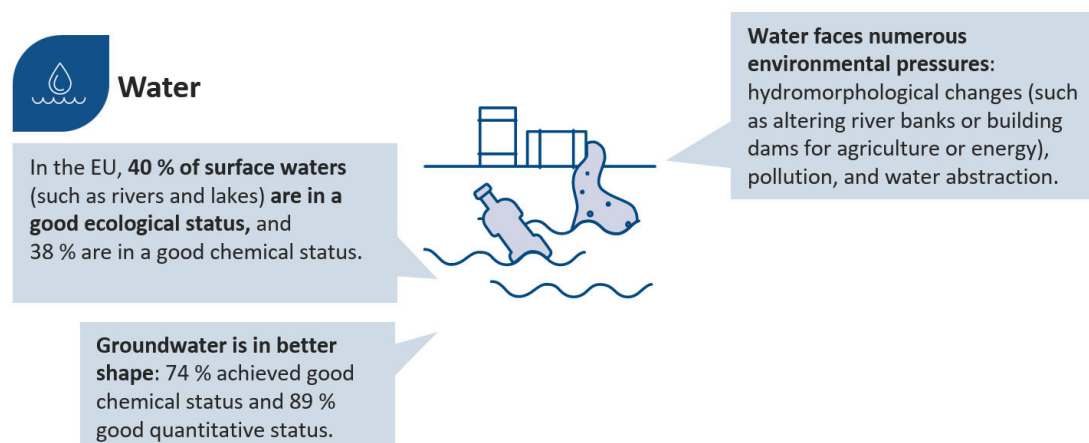 Water
In the EU, 40 % of surface waters
(such as rivers and lakes) are in a
good ecological status, and
38 % are in a good chemical status.
Groundwater is in better
shape: 74 % achieved good
chemical status and 89 %
good quantitative status.
Water faces numerous
environmental pressures:
hydromorphological changes (such
as altering river banks or building
dams for agriculture or energy),
pollution, and water abstraction.